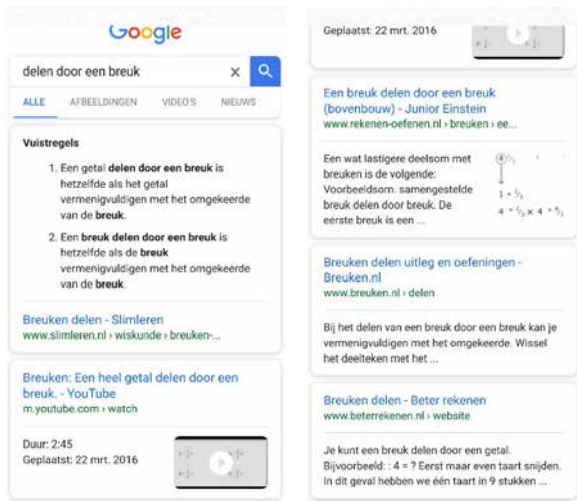 Google
delen door een breuk
ALLE AFBEELDINGEN VIDEO'S NIEUWS
Vuistregels
1. Een getal delen door een breuk is
hetzelfde als het getal
vermenigvuldigen met het omgekeerde
van de breuk.
2. Een breuk delen door een breuk is
hetzelfde als de breuk
vermenigvuldigen met het omgekeerde
van de breuk.
Breuken delen - Slimleren
www.slimleren.nl › wiskunde › breuken-...
Breuken: Een heel getal delen door een
breuk. - YouTube
m.youtube.com › watch
Duur: 2:45
Geplaatst: 22 mrt. 2016
Geplaatst: 22 mrt. 2016
Een breuk delen door een breuk
(bovenbouw) - Junior Einstein
www.rekenen-oefenen.nl › breuken › ee...
Een wat lastigere deelsom met
breuken is de volgende:
Voorbeeldsom. samengestelde
breuk delen door breuk. De
eerste breuk is een ...
Breuken delen uitleg en oefeningen -
Breuken.nl
www.breuken.nl › delen
Bij het delen van een breuk door een breuk kan je
vermenigvuldigen met het omgekeerde. Wissel
het deelteken met het ...
Breuken delen - Beter rekenen
www.beterrekenen.nl › website
Je kunt een breuk delen door een getal.
Bijvoorbeeld: : 4 = ? Eerst maar even taart snijden.
In dit geval hebben we één taart in 9 stukken ...